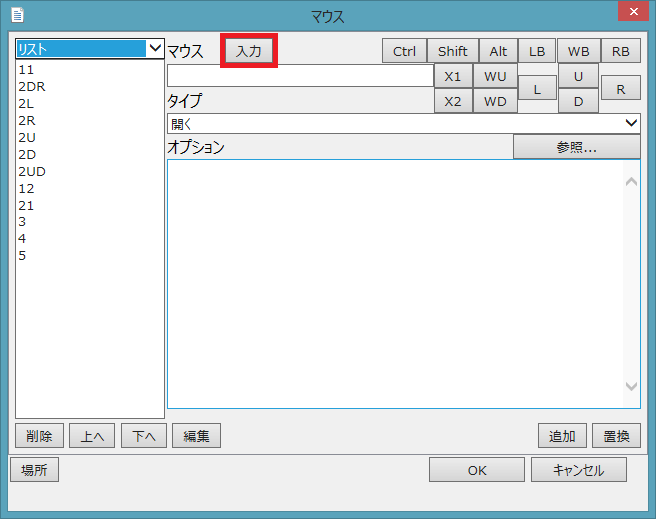 マウス
リスト
マウス 入力 Ctrl Shift Alt LB WB RB
X1 WU L U R
X2 WD D
タイプ
開く
オプション 参照...
11
2DR
2L
2R
2U
2D
2UD
12
21
3
4
5
削除 上へ 下へ 編集 追加 置換
場所 OK キャンセル